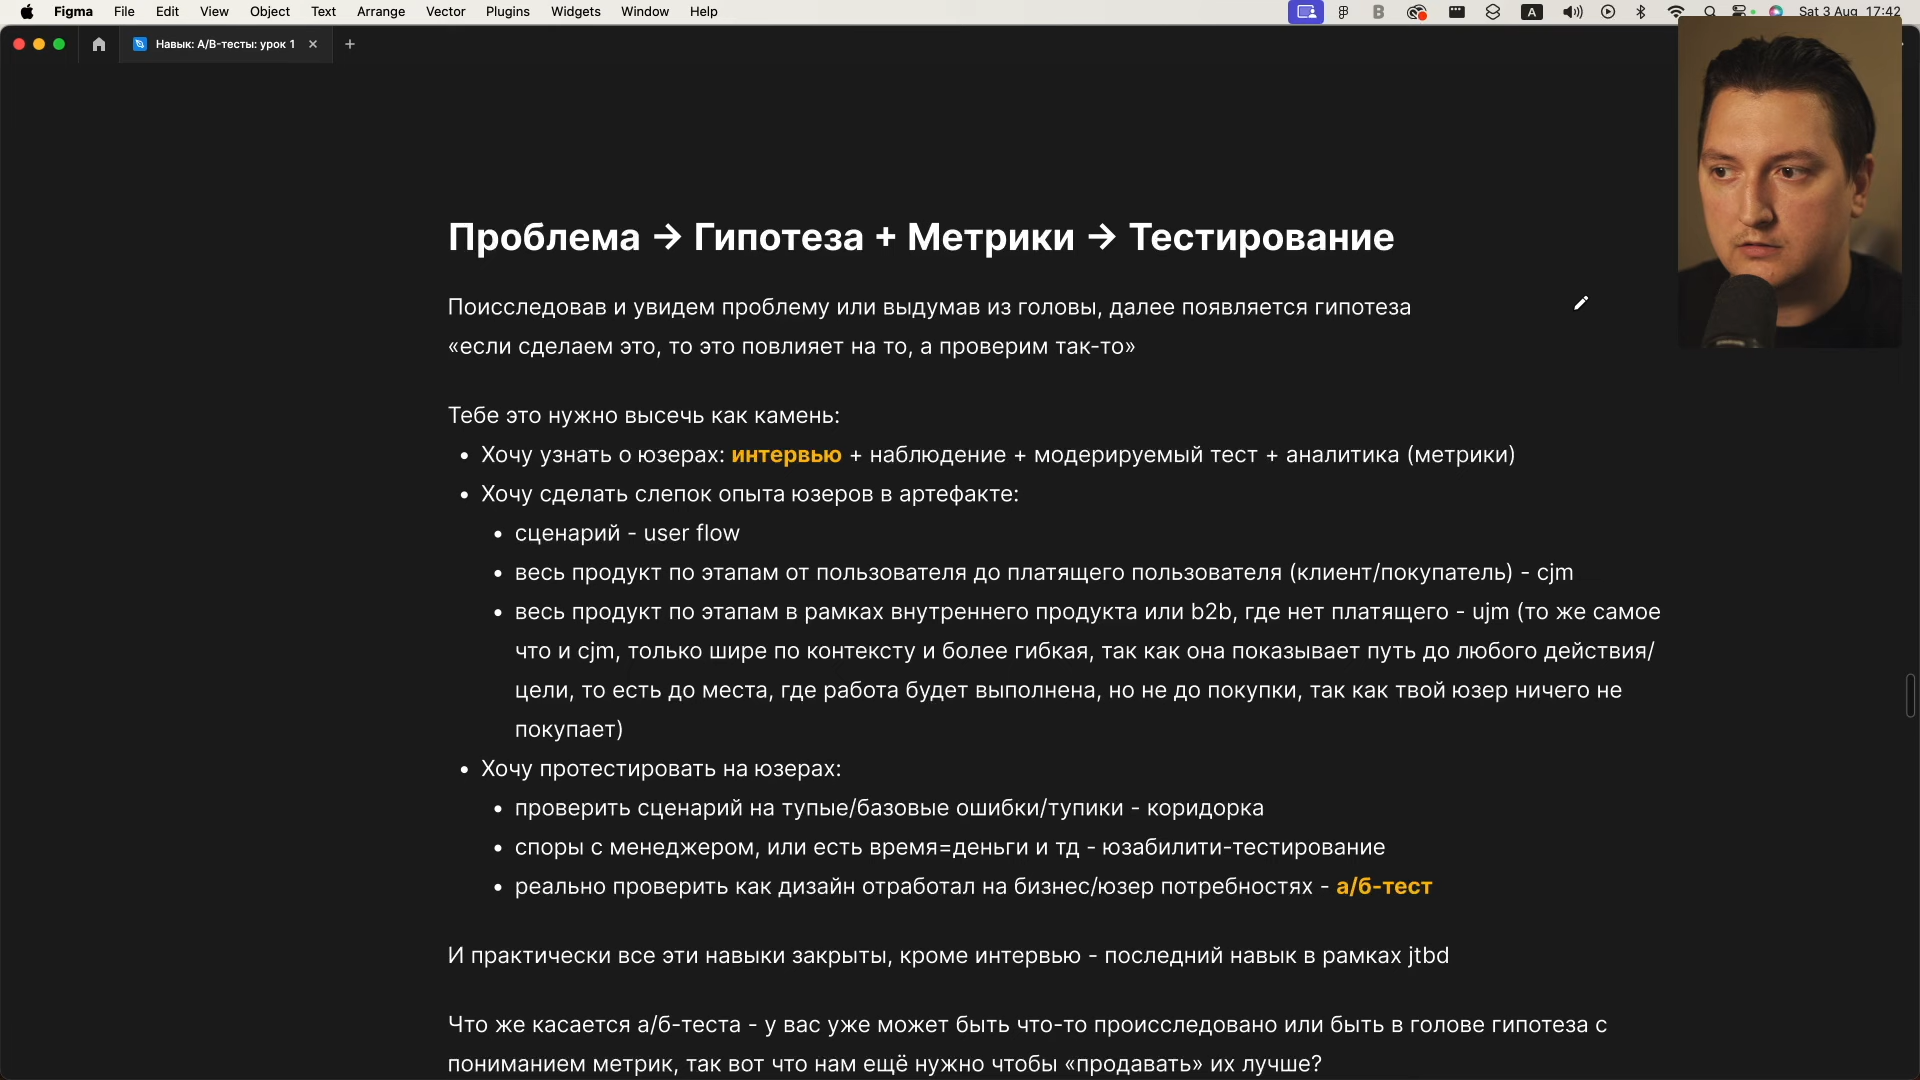 Figma File Edit View Object Text Arrange Vector Plugins Widgets Window Help A Sat 3 Aug 17:42
Навык: A/B-тесты: урок 1
Проблема → Гипотеза + Метрики → Тестирование
Поисследовав и увидем проблему или выдумав из головы, далее появляется гипотеза
«если сделаем это, то это повлияет на то, а проверим так-то»
Тебе это нужно высечь как камень:
• Хочу узнать о юзерах: интервью + наблюдение + модерируемый тест + аналитика (метрики)
• Хочу сделать слепок опыта юзеров в артефакте:
• сценарий - user flow
• весь продукт по этапам от пользователя до платящего пользователя (клиент/покупатель) - cjm
• весь продукт по этапам в рамках внутреннего продукта или b2b, где нет платящего - ujm (то же самое
что и cjm, только шире по контексту и более гибкая, так как она показывает путь до любого действия/
цели, то есть до места, где работа будет выполнена, но не до покупки, так как твой юзер ничего не
покупает)
• Хочу протестировать на юзерах:
• проверить сценарий на тупые/базовые ошибки/тупики - коридорка
• споры с менеджером, или есть время=деньги и тд - юзабилити-тестирование
• реально проверить как дизайн отработал на бизнес/юзер потребностях - а/б-тест
И практически все эти навыки закрыты, кроме интервью - последний навык в рамках jtbd
Что же касается а/б-теста - у вас уже может быть что-то происследовано или быть в голове гипотеза с
пониманием метрик, так вот что нам ещё нужно чтобы «продавать» их лучше?